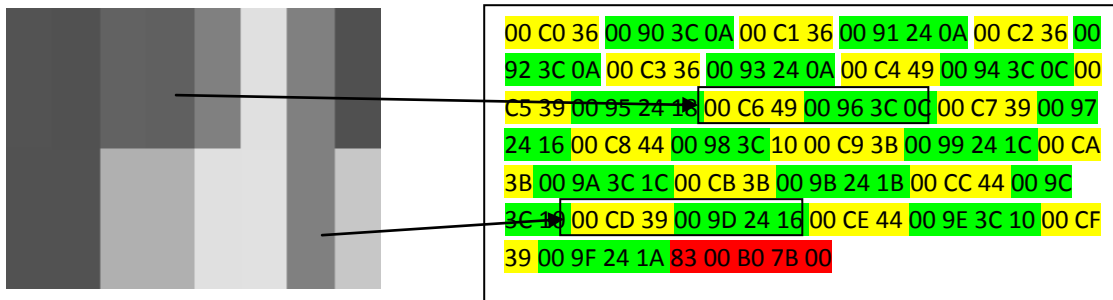 00 C0 36 00 90 3C 0A 00 C1 36 00 91 24 0A 00 C2 36 00
92 3C 0A 00 C3 36 00 93 24 0A 00 C4 49 00 94 3C 0C 00
C5 39 00 95 24 16 00 C6 49 00 96 3C 0C 00 C7 39 00 97
24 16 00 C8 44 00 98 3C 10 00 C9 3B 00 99 24 1C 00 CA
3B 00 9A 3C 1C 00 CB 3B 00 9B 24 1B 00 CC 44 00 9C
3C 10 00 CD 39 00 9D 24 16 00 CE 44 00 9E 3C 10 00 CF
39 00 9F 24 1A 83 00 B0 7B 00